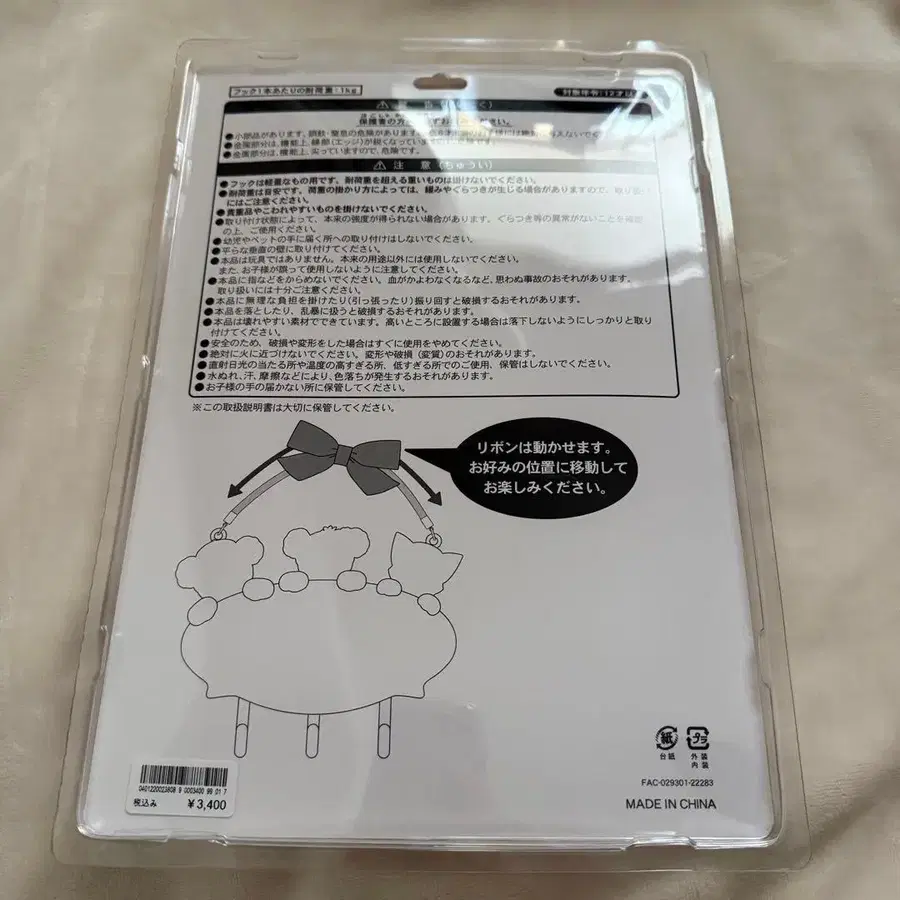 フック1本あたりの耐荷重:1kg
対象年令:12才以上
保護者の方
ください。
●小部品があります。誤飲・窒息の危険があります
●金属部分は、機能上、縁部(エッジ)が鋭くなっていま
●金属部分は、機能上、尖っていますので、危険です。
⚠ 注 意(ちゅうい)
●フックは軽量なもの用です。耐荷重を超える重いものは掛けないでください。
●耐荷重は目安です。荷重の掛かり方によっては、緩みやぐらつきが生じる場合がありますので、取り扱い
にはご注意ください。
●貴重品やこわれやすいものを掛けないでください。
●取り付け状態によって、本来の強度が得られない場合があります。ぐらつき等の異常がないことを確認
の上、ご使用ください。
●幼児やペットの手に届く所への取り付けはしないでください。
●平らな垂直の壁に取り付けてください。
●本品は玩具ではありません。本来の用途以外には使用しないでください。
また、お子様が誤って使用しないように注意してください。
●本品に指などをからめないでください。血がかよわなくなるなど、思わぬ事故のおそれがあります。
取り扱いには十分ご注意ください。
●本品に無理な負担を掛けたり(引っ張ったり)振り回すと破損するおそれがあります。
●本品を落としたり、乱暴に扱うと破損するおそれがあります。
●本品は壊れやすい素材でできています。高いところに設置する場合は落下しないようにしっかりと取り
付けてください。
●安全のため、破損や変形をした場合はすぐに使用をやめてください。
●絶対に火に近づけないでください。変形や破損(変質)のおそれがあります。
●直射日光の当たる所や温度の高すぎる所、低すぎる所でのご使用、保管はしないでください。
●水ぬれ、汗、摩擦などにより、色落ちが発生するおそれがあります。
●お子様の手の届かない所に保管してください。
※この取扱説明書は大切に保管してください。
リボンは動かせます。
お好みの位置に移動して
お楽しみください。
紙
プラ
台紙
外装
内装
FAC-029301-22283
MADE IN CHINA
0401220023808 9 0003400 99 01 7
税込み ¥3,400